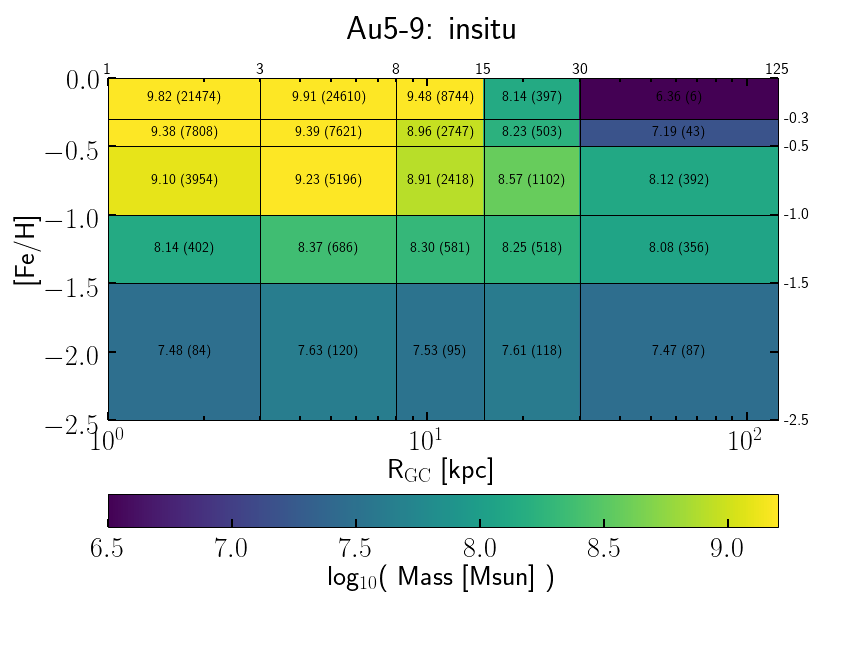 Au5-9: insitu
1 3 8 15 30 125
0.0 9.82 (21474) 9.91 (24610) 9.48 (8744) 8.14 (397) 6.36 (6)
-0.3
9.38 (7808) 9.39 (7621) 8.96 (2747) 8.23 (503) 7.19 (43)
−0.5 -0.5
9.10 (3954) 9.23 (5196) 8.91 (2418) 8.57 (1102) 8.12 (392)
−1.0 -1.0
[Fe/H]
8.14 (402) 8.37 (686) 8.30 (581) 8.25 (518) 8.08 (356)
−1.5 -1.5
−2.0 7.48 (84) 7.63 (120) 7.53 (95) 7.61 (118) 7.47 (87)
−2.5 -2.5
10⁰ 10¹ 10²
R_GC [kpc]
6.5 7.0 7.5 8.0 8.5 9.0
log₁₀( Mass [Msun] )